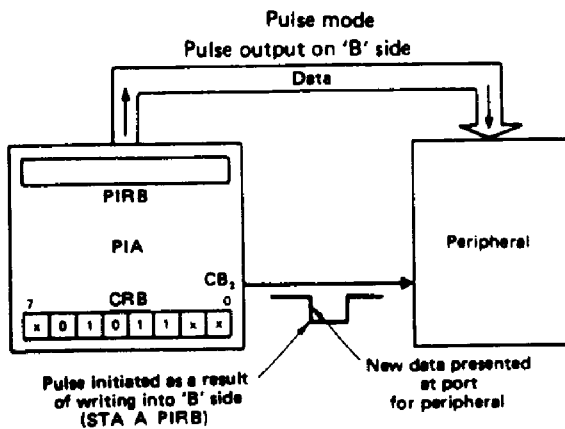 Pulse mode
Pulse output on 'B' side
Data
PIRB
PIA
Peripheral
CB₂
7 CRB 0
x 0 1 0 1 1 x x
Pulse initiated as a result
of writing into 'B' side
(STA A PIRB)
New data presented
at port
for peripheral